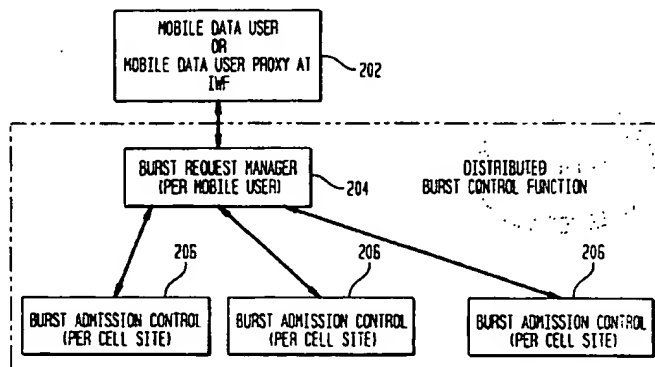 MOBILE DATA USER
OR
MOBILE DATA USER PROXY AT
IWF
202
BURST REQUEST MANAGER
(PER MOBILE USER)
204
DISTRIBUTED
BURST CONTROL FUNCTION
206
206
206
BURST ADMISSION CONTROL
(PER CELL SITE)
BURST ADMISSION CONTROL
(PER CELL SITE)
BURST ADMISSION CONTROL
(PER CELL SITE)